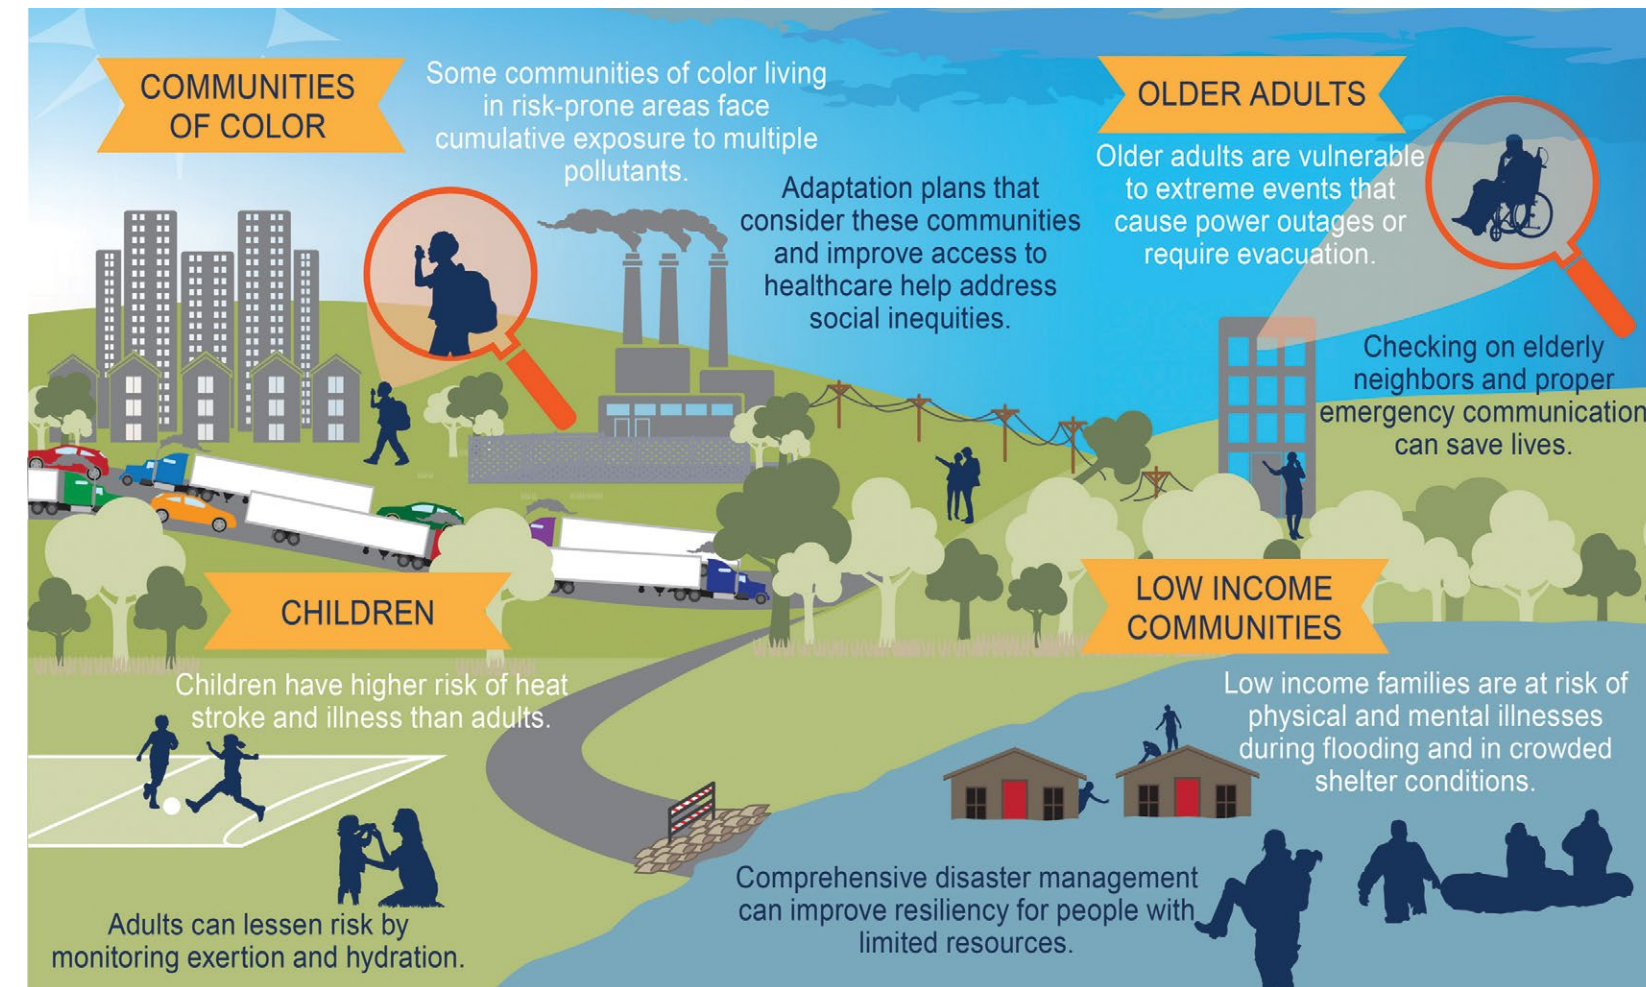 COMMUNITIES
OF COLOR
Some communities of color living
in risk-prone areas face
cumulative exposure to multiple
pollutants.
Adaptation plans that
consider these communities
and improve access to
healthcare help address
social inequities.
OLDER ADULTS
Older adults are vulnerable
to extreme events that
cause power outages or
require evacuation.
Checking on elderly
neighbors and proper
emergency communication
can save lives.
CHILDREN
Children have higher risk of heat
stroke and illness than adults.
Adults can lessen risk by
monitoring exertion and hydration.
LOW INCOME
COMMUNITIES
Low income families are at risk of
physical and mental illnesses
during flooding and in crowded
shelter conditions.
Comprehensive disaster management
can improve resiliency for people with
limited resources.